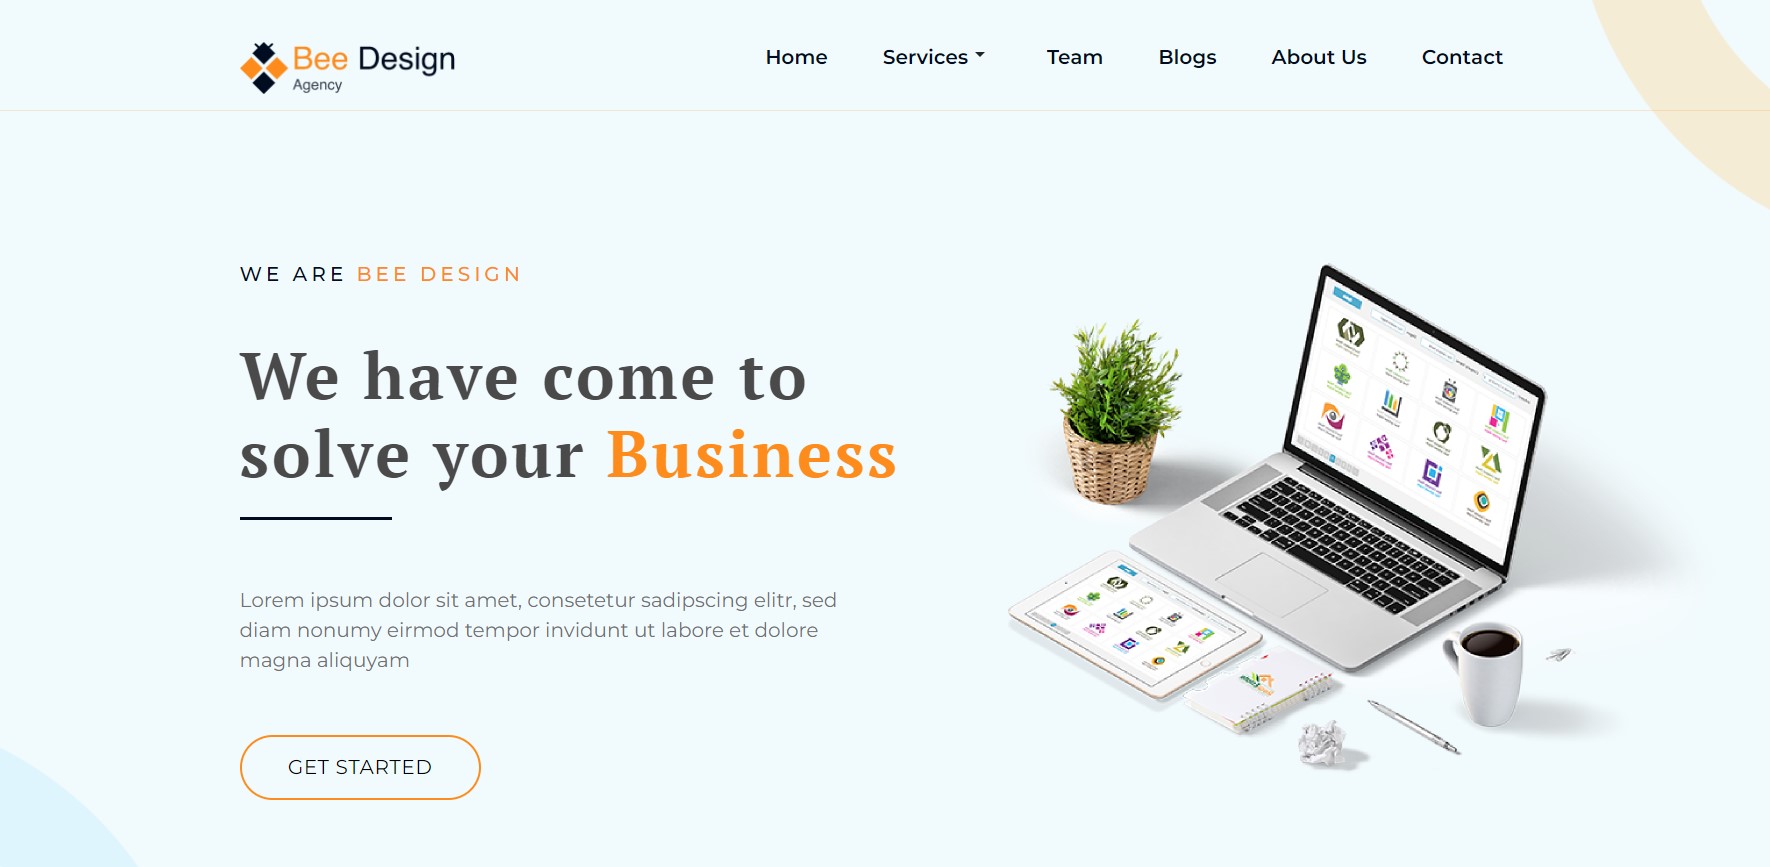 Bee Design
Agency
Home Services Team Blogs About Us Contact
WE ARE BEE DESIGN
We have come to
solve your Business
Lorem ipsum dolor sit amet, consetetur sadipscing elitr, sed
diam nonumy eirmod tempor invidunt ut labore et dolore
magna aliquyam
GET STARTED